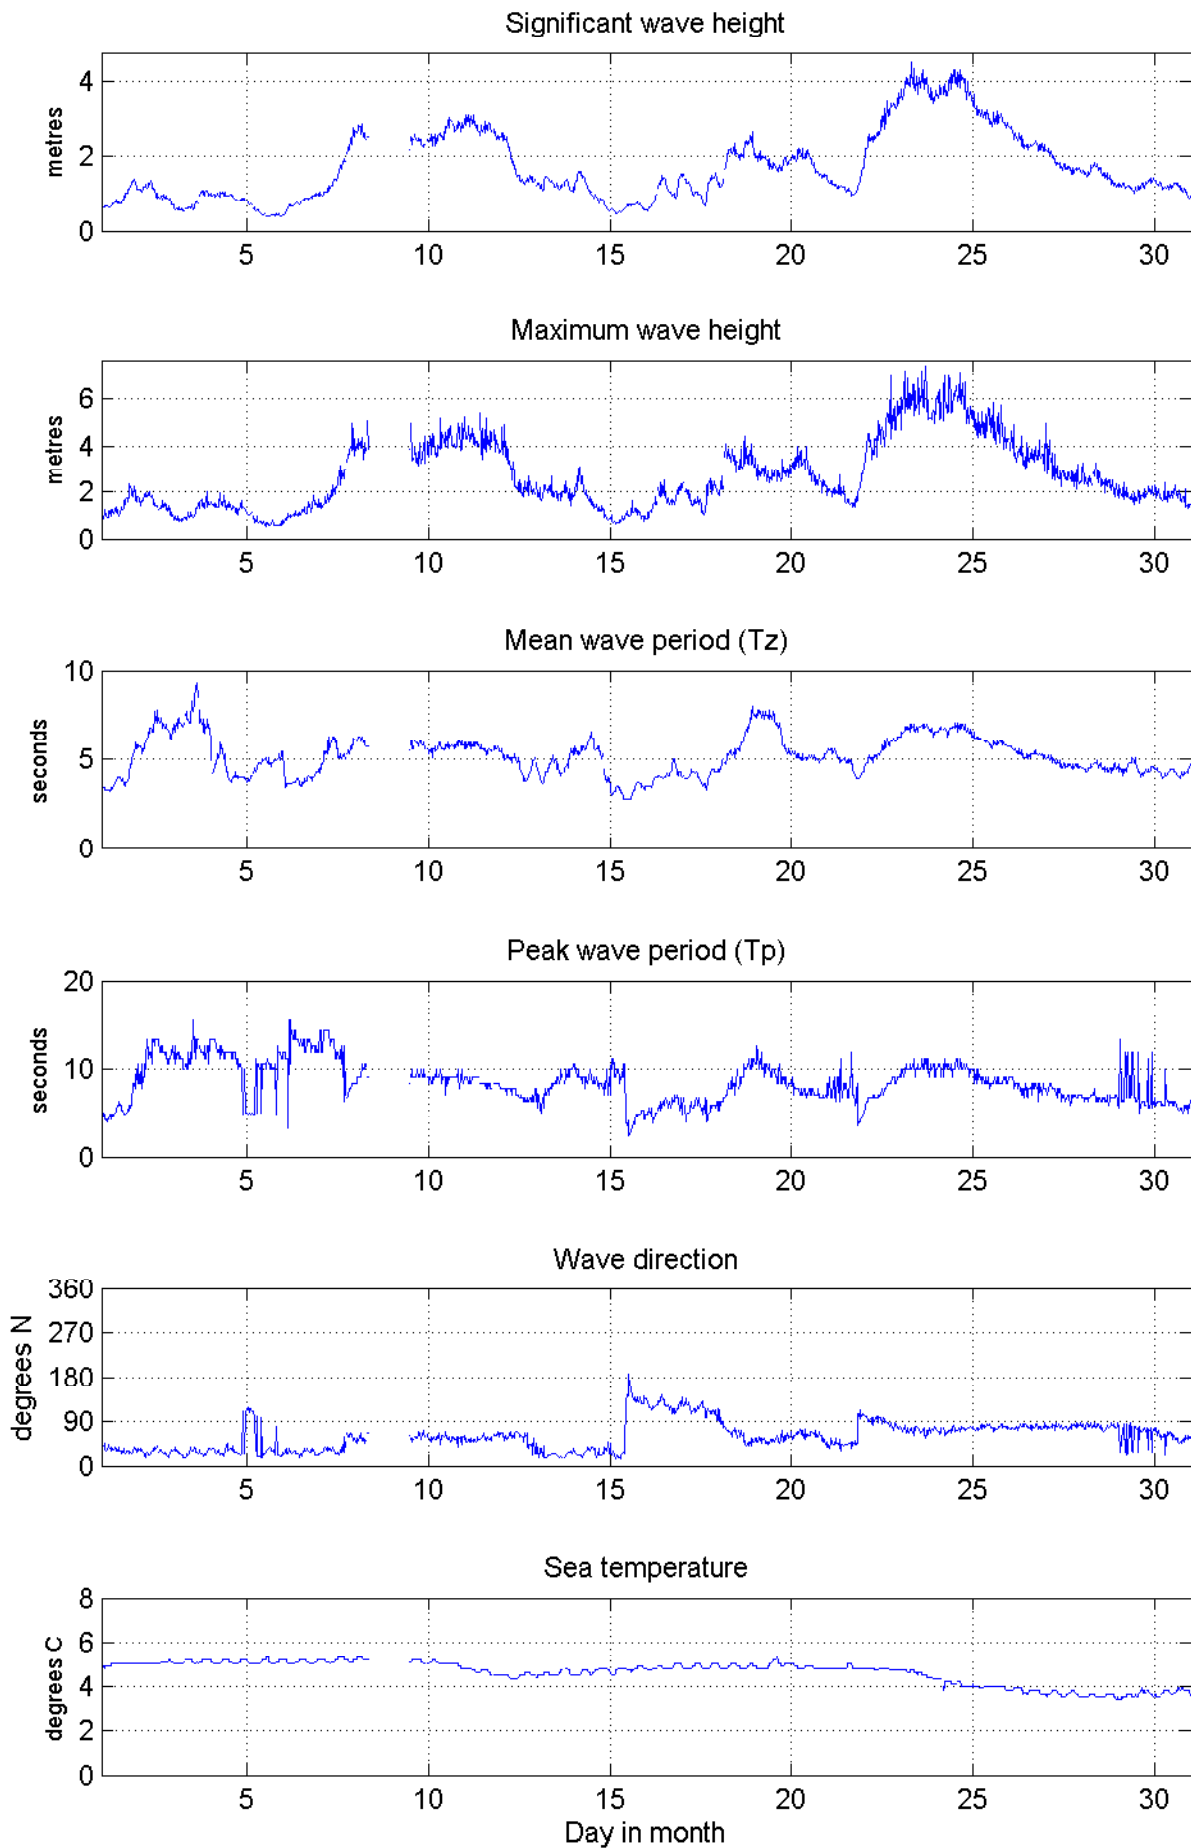 Significant wave height
metres
4
2
0
5 10 15 20 25 30
Maximum wave height
metres
6
4
2
0
5 10 15 20 25 30
Mean wave period (Tz)
seconds
10
5
0
5 10 15 20 25 30
Peak wave period (Tp)
seconds
20
10
0
5 10 15 20 25 30
Wave direction
degrees N
360
270
180
90
0
5 10 15 20 25 30
Sea temperature
degrees C
8
6
4
2
0
5 10 15 20 25 30
Day in month